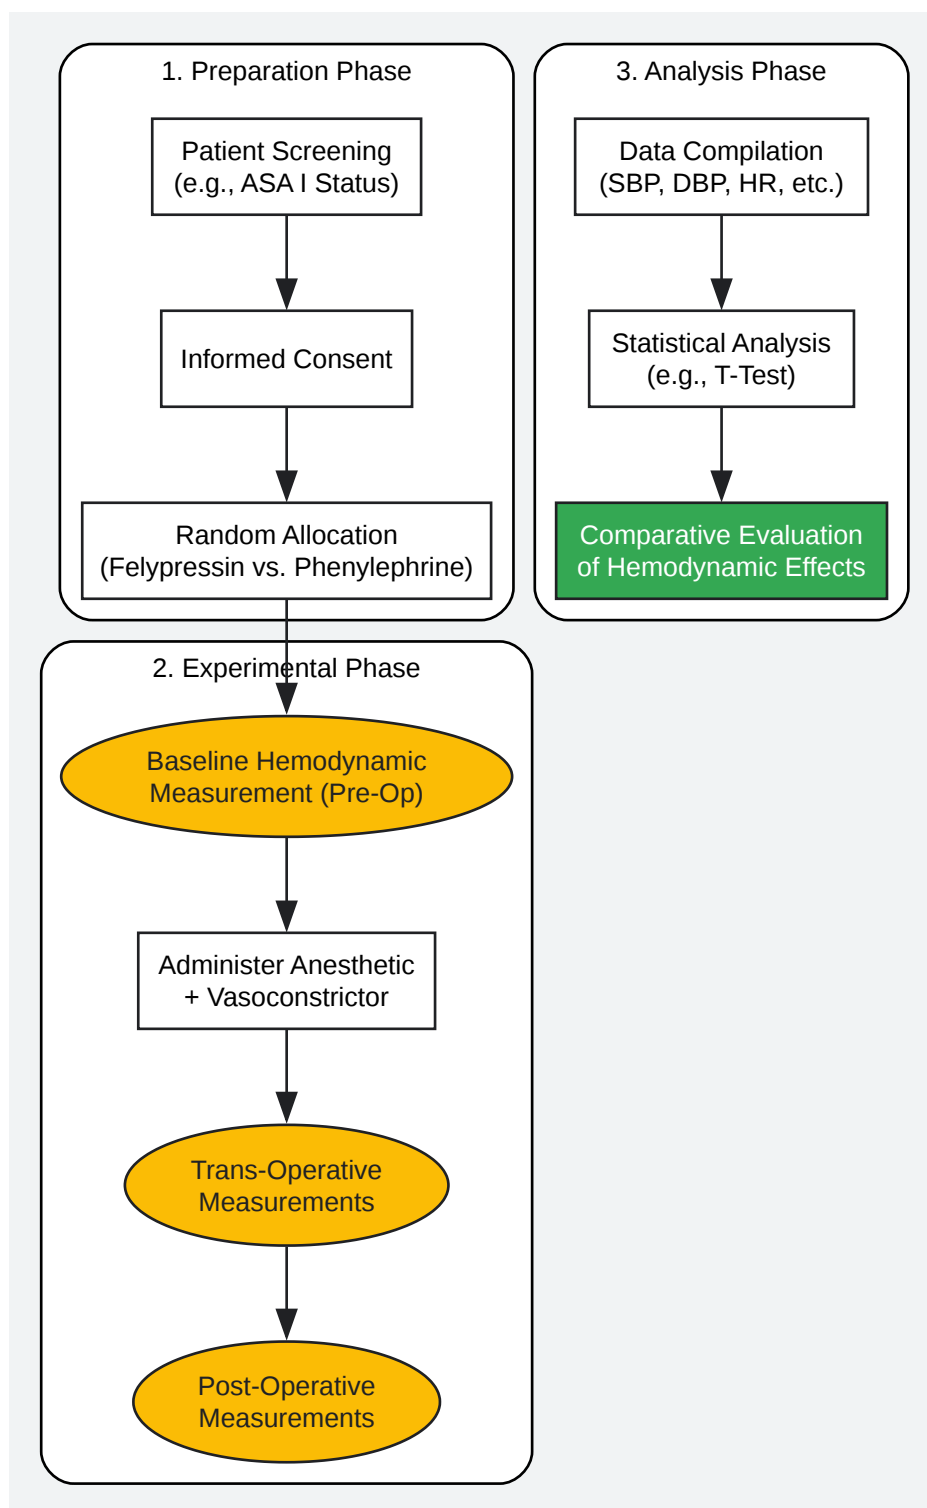 1. Preparation Phase
Patient Screening
(e.g., ASA I Status)
Informed Consent
Random Allocation
(Felypressin vs. Phenylephrine)
2. Experimental Phase
Baseline Hemodynamic
Measurement (Pre-Op)
Administer Anesthetic
+ Vasoconstrictor
Trans-Operative
Measurements
Post-Operative
Measurements
3. Analysis Phase
Data Compilation
(SBP, DBP, HR, etc.)
Statistical Analysis
(e.g., T-Test)
Comparative Evaluation
of Hemodynamic Effects